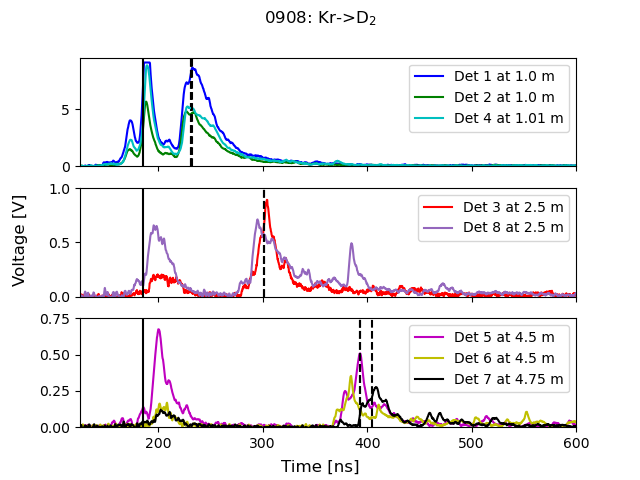 0908: Kr->D₂
Voltage [V]
5
0
Det 1 at 1.0 m
Det 2 at 1.0 m
Det 4 at 1.01 m
1.0
0.5
0.0
Det 3 at 2.5 m
Det 8 at 2.5 m
0.75
0.50
0.25
0.00
Det 5 at 4.5 m
Det 6 at 4.5 m
Det 7 at 4.75 m
200 300 400 500 600
Time [ns]